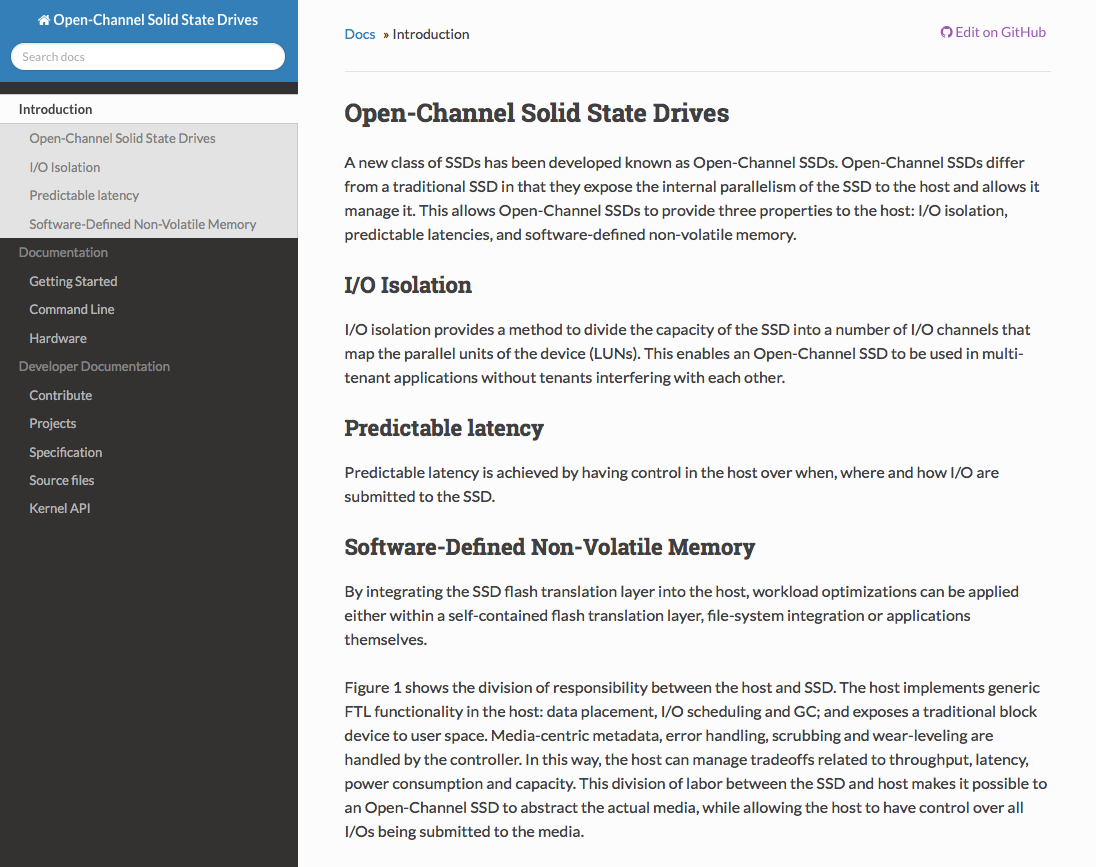 Open-Channel Solid State Drives
Search docs
Introduction
Open-Channel Solid State Drives
I/O Isolation
Predictable latency
Software-Defined Non-Volatile Memory
Documentation
Getting Started
Command Line
Hardware
Developer Documentation
Contribute
Projects
Specification
Source files
Kernel API
Docs » Introduction
Edit on GitHub
Open-Channel Solid State Drives
A new class of SSDs has been developed known as Open-Channel SSDs. Open-Channel SSDs differ
from a traditional SSD in that they expose the internal parallelism of the SSD to the host and allows it
manage it. This allows Open-Channel SSDs to provide three properties to the host: I/O isolation,
predictable latencies, and software-defined non-volatile memory.
I/O Isolation
I/O isolation provides a method to divide the capacity of the SSD into a number of I/O channels that
map the parallel units of the device (LUNs). This enables an Open-Channel SSD to be used in multi-
tenant applications without tenants interfering with each other.
Predictable latency
Predictable latency is achieved by having control in the host over when, where and how I/O are
submitted to the SSD.
Software-Defined Non-Volatile Memory
By integrating the SSD flash translation layer into the host, workload optimizations can be applied
either within a self-contained flash translation layer, file-system integration or applications
themselves.
Figure 1 shows the division of responsibility between the host and SSD. The host implements generic
FTL functionality in the host: data placement, I/O scheduling and GC; and exposes a traditional block
device to user space. Media-centric metadata, error handling, scrubbing and wear-leveling are
handled by the controller. In this way, the host can manage tradeoffs related to throughput, latency,
power consumption and capacity. This division of labor between the SSD and host makes it possible to
an Open-Channel SSD to abstract the actual media, while allowing the host to have control over all
I/Os being submitted to the media.